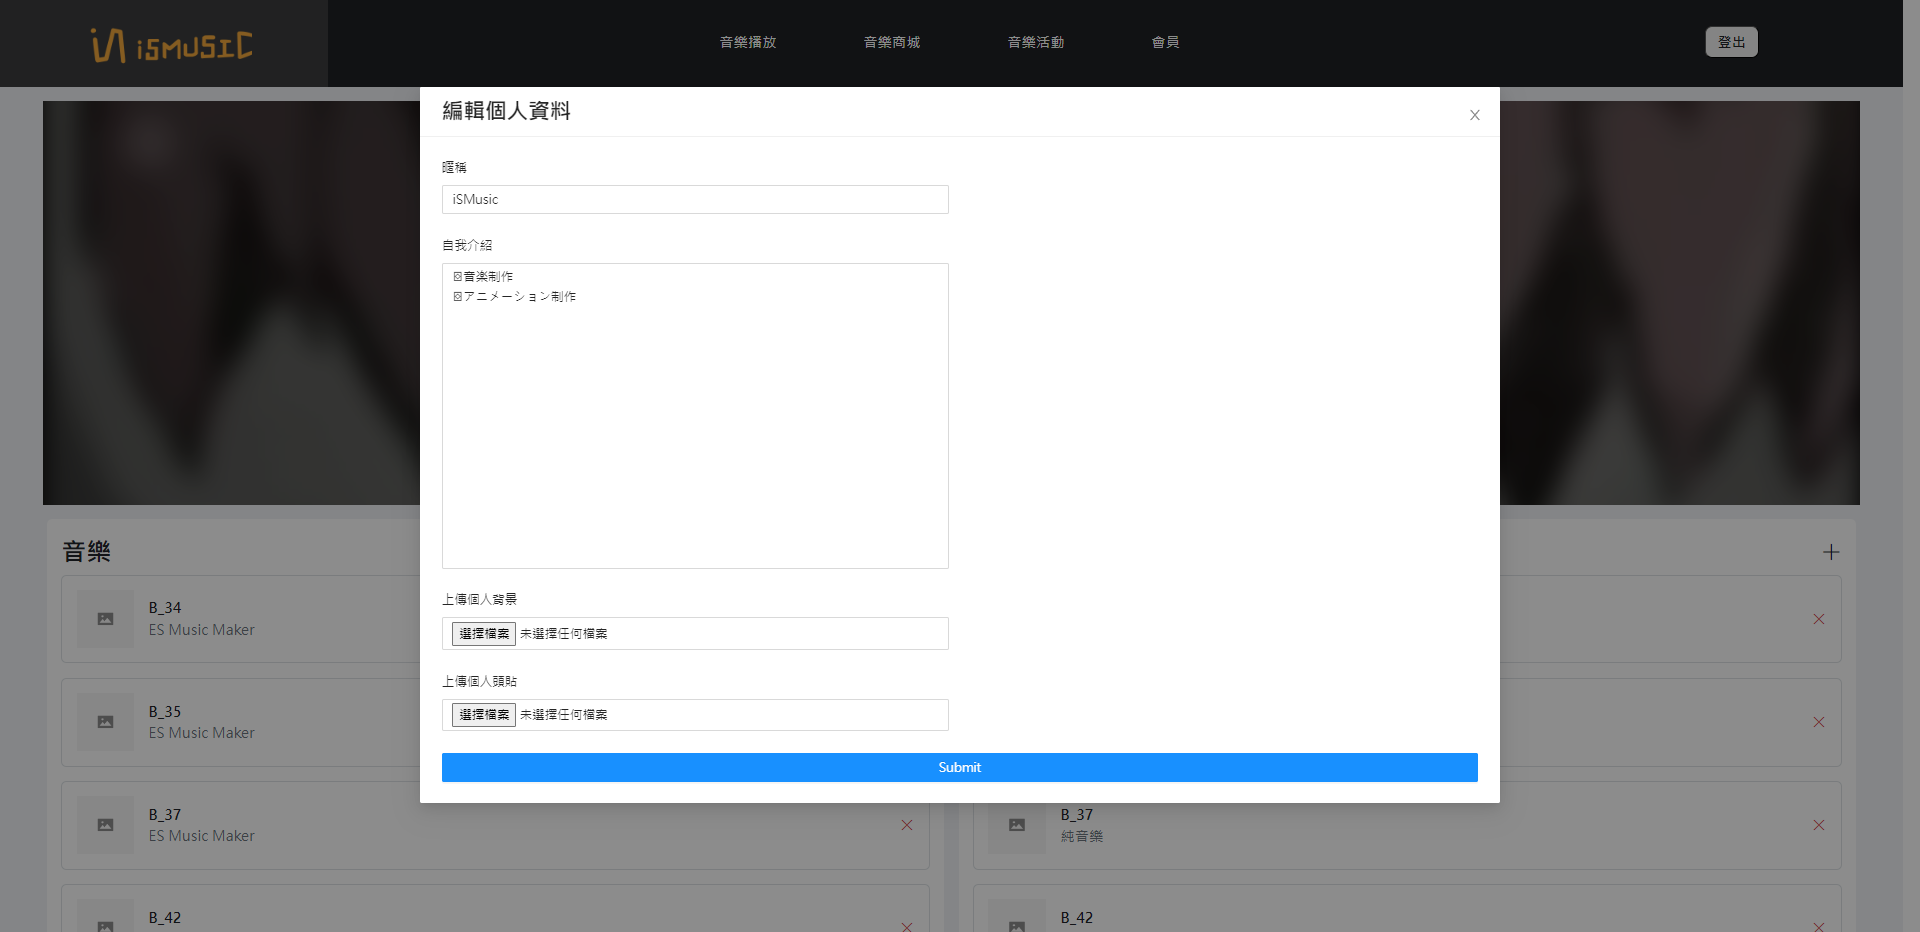 iSMUSIC
音樂播放
音樂商城
音樂活動
會員
登出
編輯個人資料
暱稱
iSMusic
自我介紹
音楽制作
アニメーション制作
上傳個人背景
選擇檔案 未選擇任何檔案
上傳個人頭貼
選擇檔案 未選擇任何檔案
Submit
音樂
B_34
ES Music Maker
B_35
ES Music Maker
B_37
ES Music Maker
B_42
B_37
純音樂
B_42